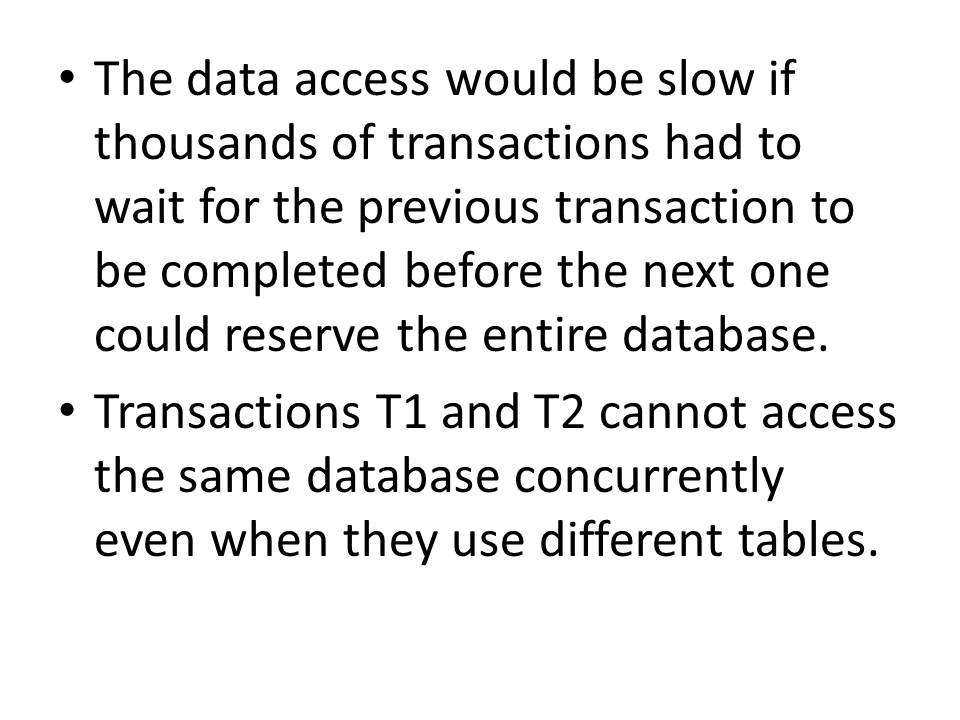 • The data access would be slow if
thousands of transactions had to
wait for the previous transaction to
be completed before the next one
could reserve the entire database.
• Transactions T1 and T2 cannot access
the same database concurrently
even when they use different tables.